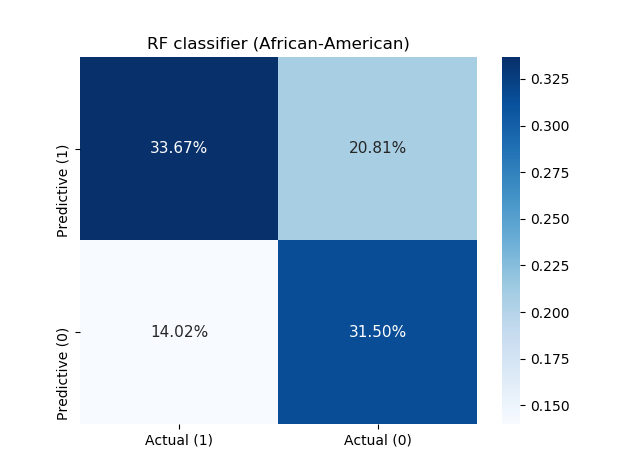 RF classifier (African-American)
Predictive (1)
33.67%
20.81%
Predictive (0)
14.02%
31.50%
Actual (1)
Actual (0)
0.325
0.300
0.275
0.250
0.225
0.200
0.175
0.150